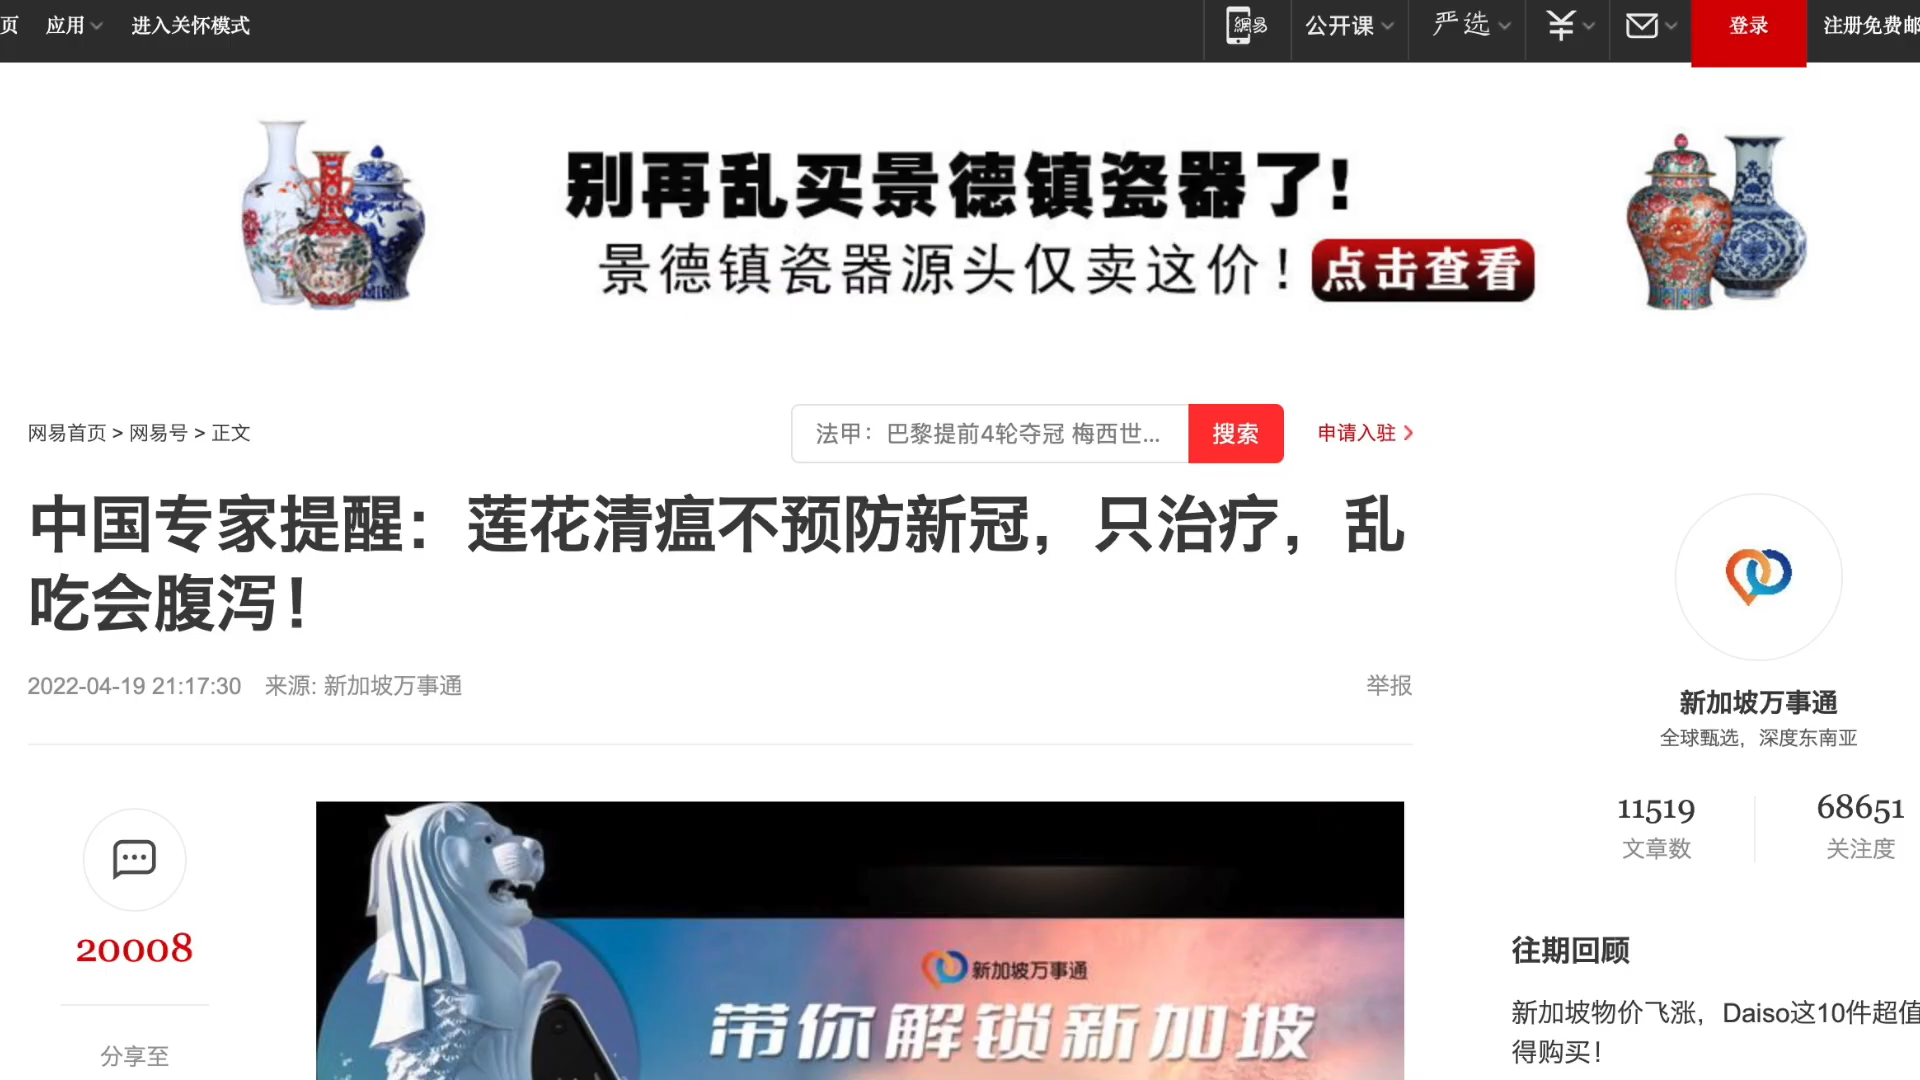 页 应用 进入关怀模式 網易 公开课 严选 登录 注册免费邮
别再乱买景德镇瓷器了!
景德镇瓷器源头仅卖这价! 点击查看
网易首页 > 网易号 > 正文
法甲：巴黎提前4轮夺冠 梅西世... 搜索 申请入驻
中国专家提醒：莲花清瘟不预防新冠，只治疗，乱
吃会腹泻！
2022-04-19 21:17:30 来源: 新加坡万事通 举报
新加坡万事通
全球甄选，深度东南亚
11519 68651
文章数 关注度
20008
分享至
新加坡万事通
带你解锁新加坡
往期回顾
新加坡物价飞涨，Daiso这10件超值
得购买！